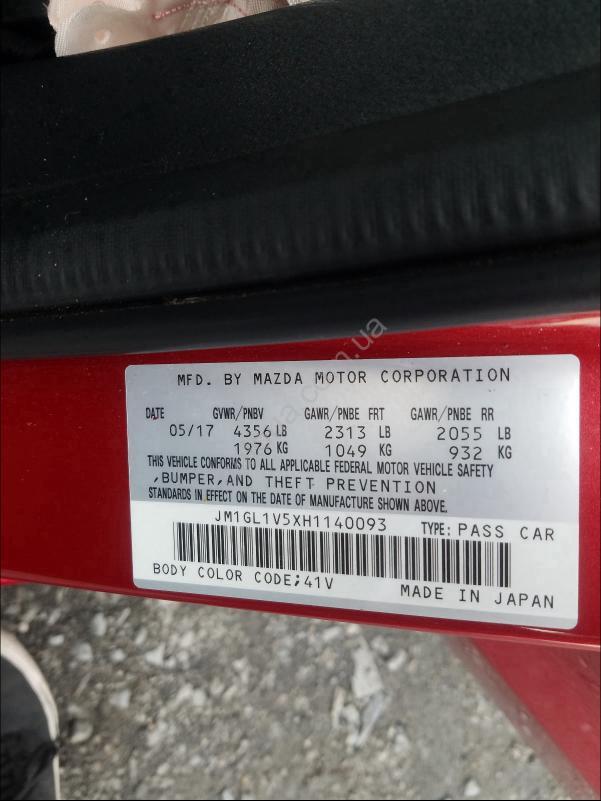 MFD. BY MAZDA MOTOR CORPORATION
DATE GVWR/PNBV GAWR/PNBE FRT GAWR/PNBE RR
05/17 4356 LB 2313 LB 2055 LB
1976 KG 1049 KG 932 KG
THIS VEHICLE CONFORMS TO ALL APPLICABLE FEDERAL MOTOR VEHICLE SAFETY
,BUMPER,AND THEFT PREVENTION
STANDARDS IN EFFECT ON THE DATE OF MANUFACTURE SHOWN ABOVE.
JM1GL1V5XH1140093 TYPE: PASS CAR
BODY COLOR CODE;41V MADE IN JAPAN